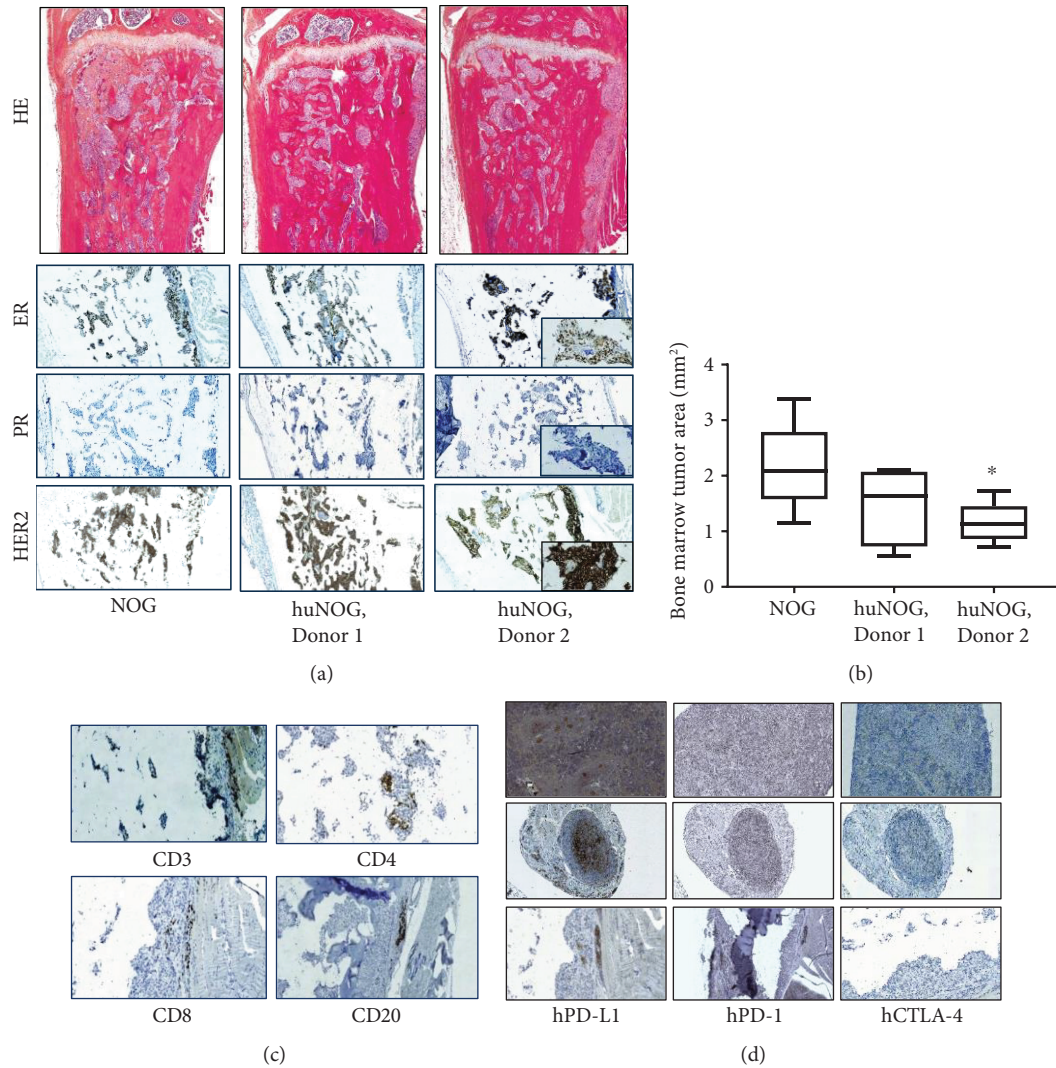 HE
ER
PR
HER2
NOG
huNOG,
Donor 1
huNOG,
Donor 2
(a)
Bone marrow tumor area (mm²)
4
3
2
1
0
*
NOG
huNOG,
Donor 1
huNOG,
Donor 2
(b)
CD3
CD4
CD8
CD20
(c)
hPD-L1
hPD-1
hCTLA-4
(d)